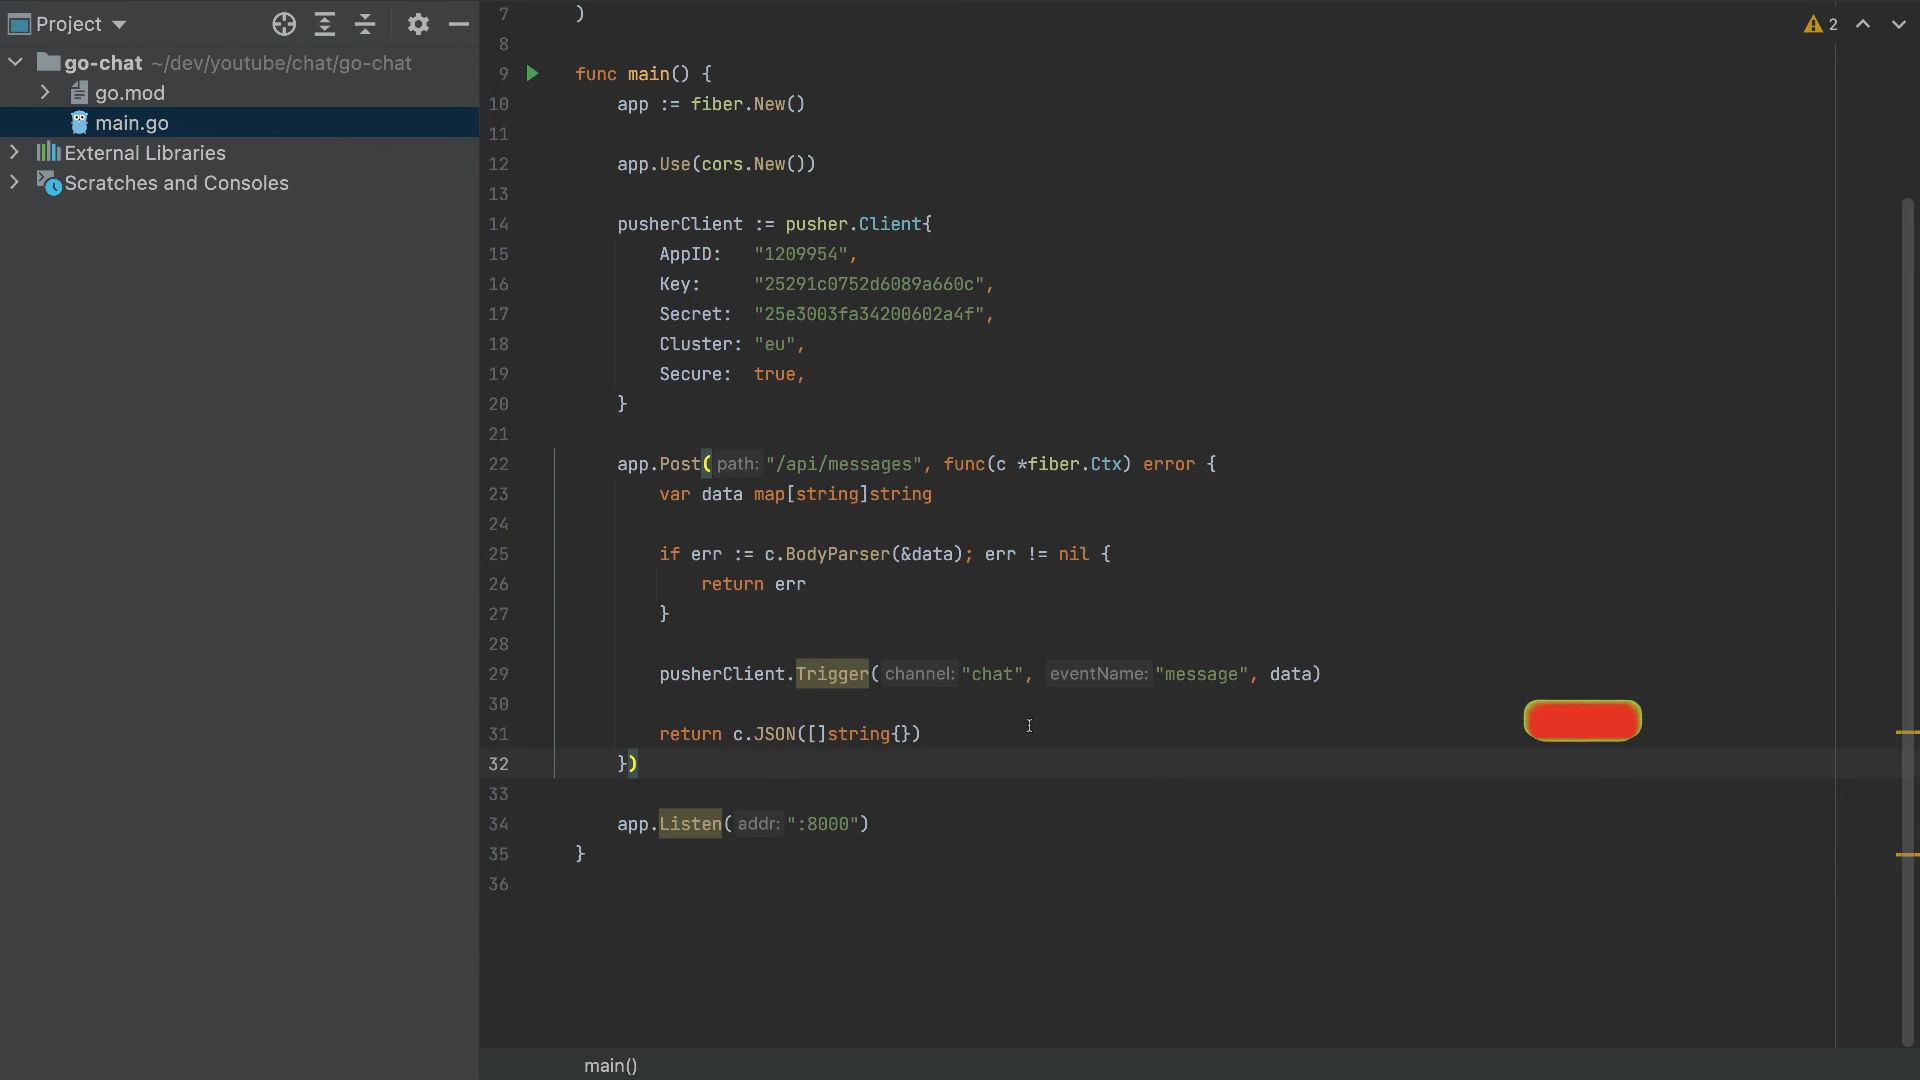 Project
go-chat ~/dev/youtube/chat/go-chat
go.mod
main.go
External Libraries
Scratches and Consoles
2
7 )
8
9 func main() {
10 app := fiber.New()
11
12 app.Use(cors.New())
13
14 pusherClient := pusher.Client{
15 AppID: "1209954",
16 Key: "25291c0752d6089a660c",
17 Secret: "25e3003fa34200602a4f",
18 Cluster: "eu",
19 Secure: true,
20 }
21
22 app.Post( path: "/api/messages", func(c *fiber.Ctx) error {
23 var data map[string]string
24
25 if err := c.BodyParser(&data); err != nil {
26 return err
27 }
28
29 pusherClient.Trigger( channel: "chat", eventName: "message", data)
30
31 return c.JSON([]string{})
32 })
33
34 app.Listen( addr: ":8000")
35 }
36
main()